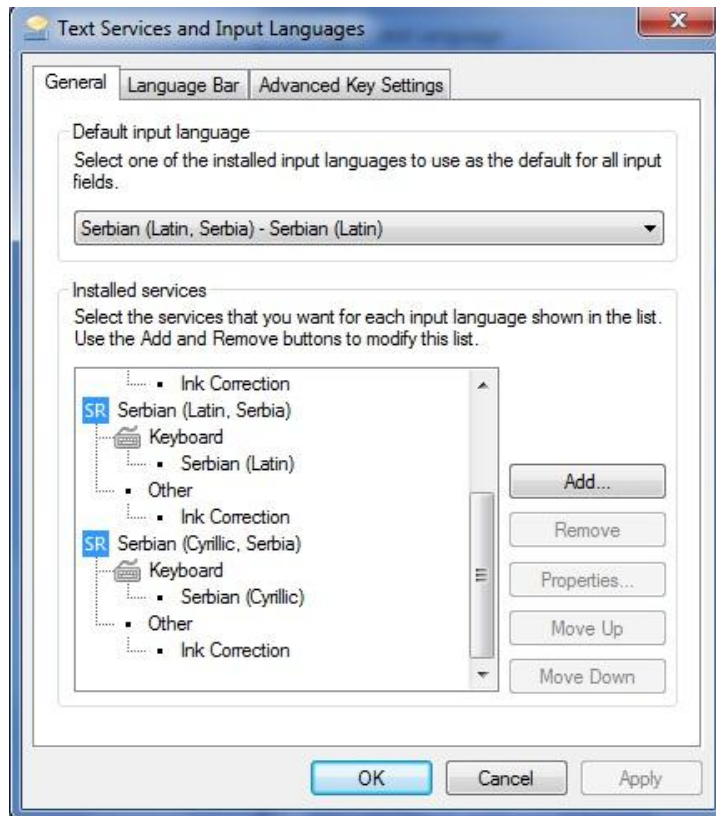 Text Services and Input Languages
General Language Bar Advanced Key Settings
Default input language
Select one of the installed input languages to use as the default for all input
fields.
Serbian (Latin, Serbia) - Serbian (Latin)
Installed services
Select the services that you want for each input language shown in the list.
Use the Add and Remove buttons to modify this list.
Ink Correction
SR Serbian (Latin, Serbia)
Keyboard
Serbian (Latin)
Other
Ink Correction
SR Serbian (Cyrillic, Serbia)
Keyboard
Serbian (Cyrillic)
Other
Ink Correction
Add...
Remove
Properties...
Move Up
Move Down
OK Cancel Apply